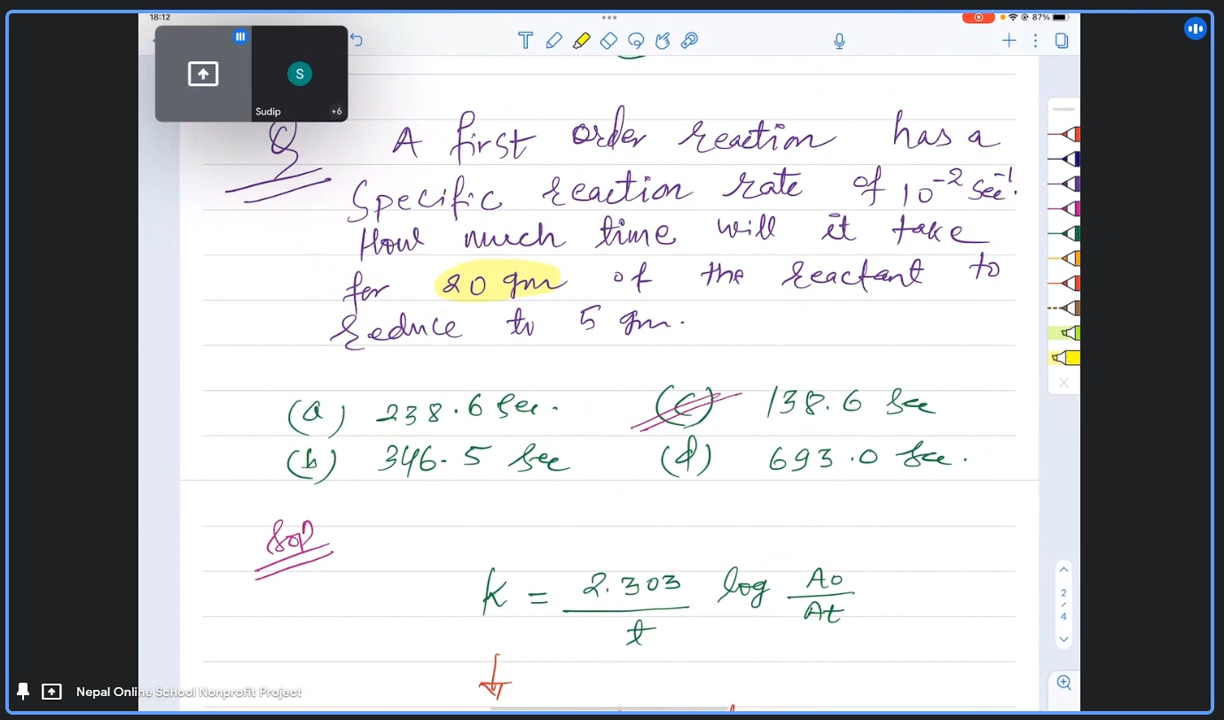 18:12
87%
S
Sudip
+6
Q
A first order reaction has a
Specific reaction rate of 10⁻² Sec⁻¹.
How much time will it take
for 20 gm of the reactant to
reduce to 5 gm.
(a) 238.6 Sec.
(c) 138.6 Sec
(b) 346.5 Sec
(d) 693.0 Sec.
Solⁿ
K = 2.303/t log A₀/At
2/4
Nepal Online School Nonprofit Project